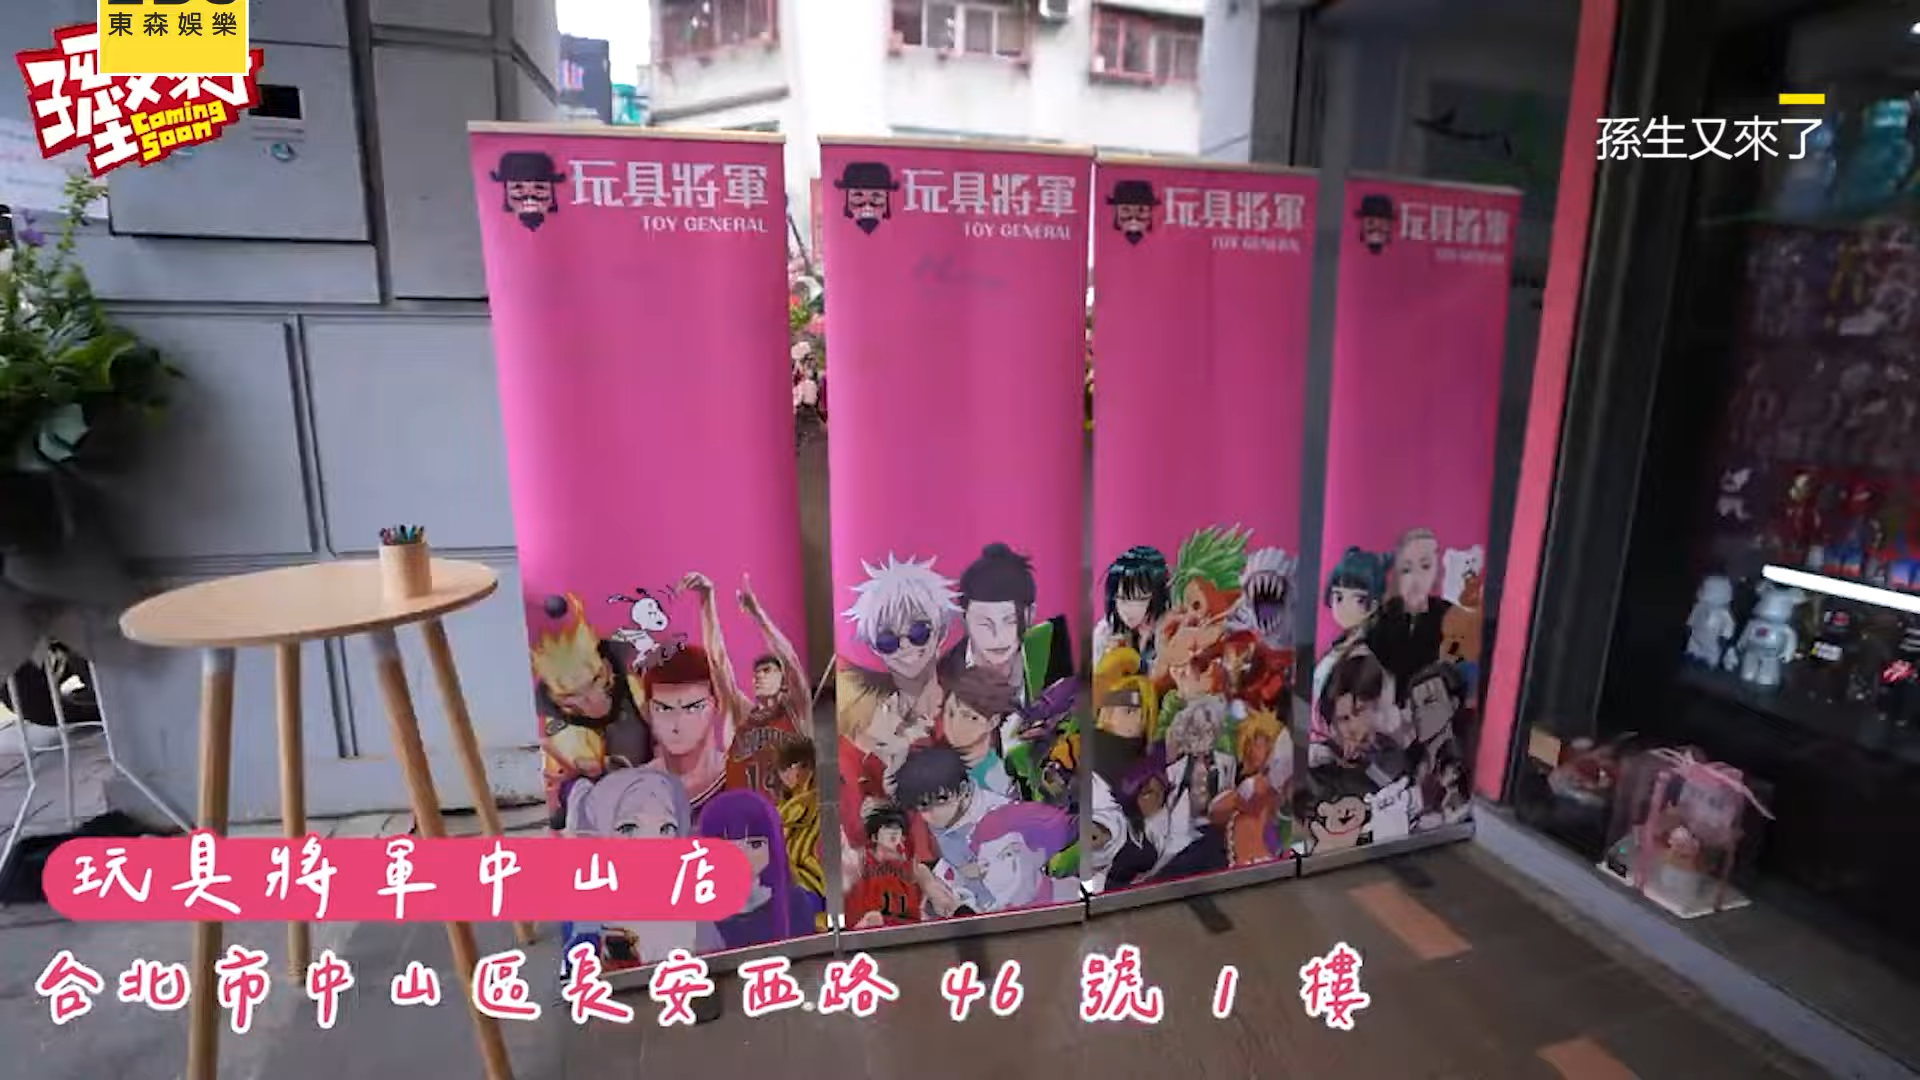 東森娛樂
Coming
Soon
孫生又來了
玩具將軍
TOY GENERAL
玩具將軍
TOY GENERAL
玩具將軍
TOY GENERAL
玩具將軍
11
玩具將軍中山店
台北市中山區長安西路 46 號 1 樓